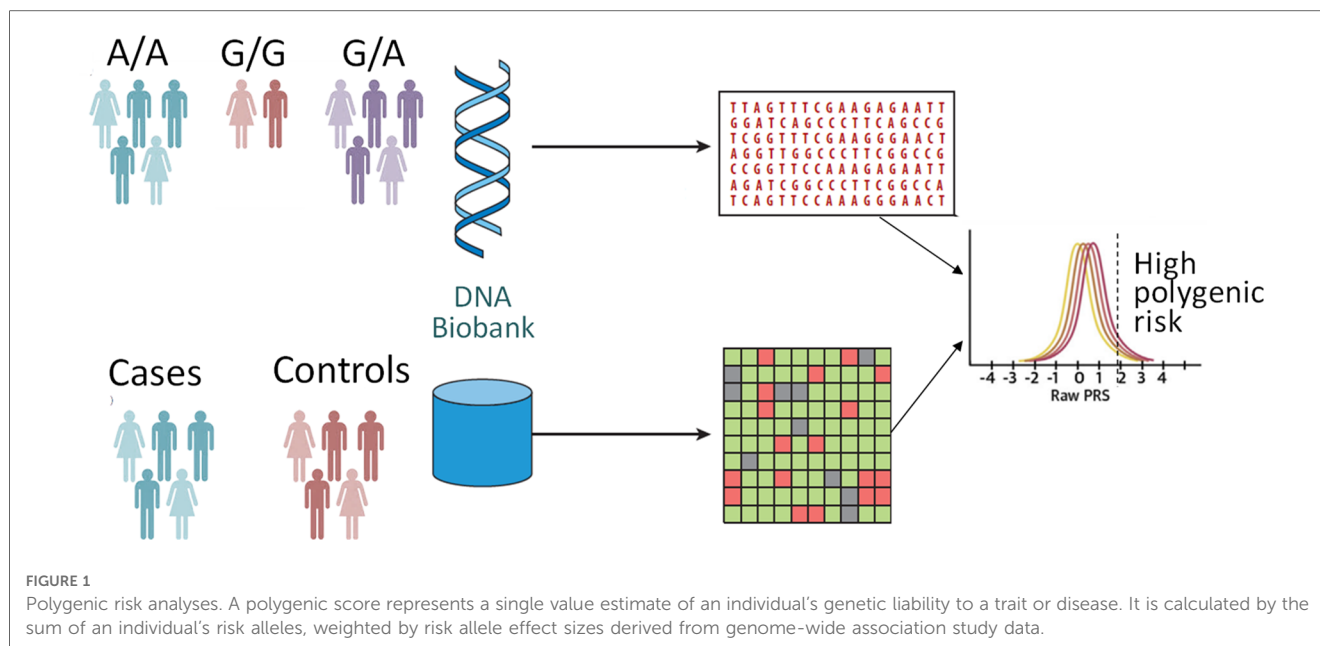 A/A G/G G/A
TTAGTTTCGAAGAGAATT
GGATCAGCCCTTCAGCCG
TCGGTTTCGAAGGGAACT
AGGTTGGCCCTTCGGCCG
CCGGTTCCAAAGAGAATT
AGATCGGCCCTTCGGCCA
TCAGTTCCAAAGGGAACT
High
polygenic
risk
-4 -3 -2 -1 0 1 2 3 4
Raw PRS
DNA
Biobank
Cases Controls
FIGURE 1
Polygenic risk analyses. A polygenic score represents a single value estimate of an individual's genetic liability to a trait or disease. It is calculated by the
sum of an individual's risk alleles, weighted by risk allele effect sizes derived from genome-wide association study data.